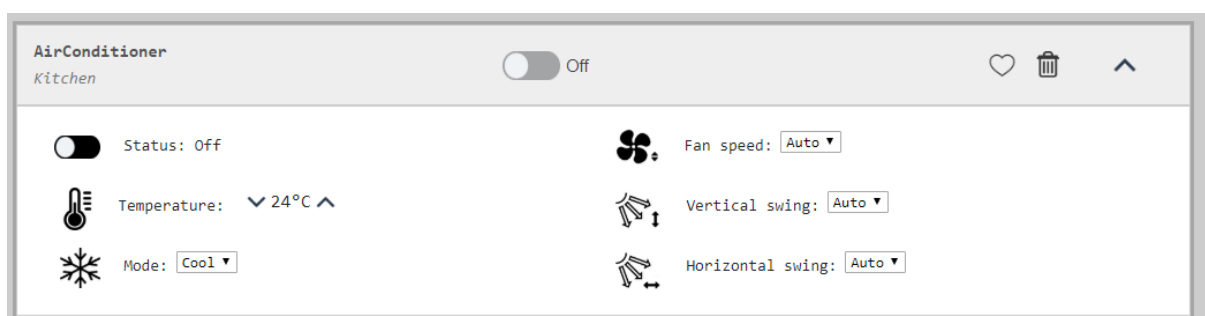 AirConditioner
Kitchen
Off
Status: Off
Temperature: 24°C
Mode: Cool
Fan speed: Auto
Vertical swing: Auto
Horizontal swing: Auto